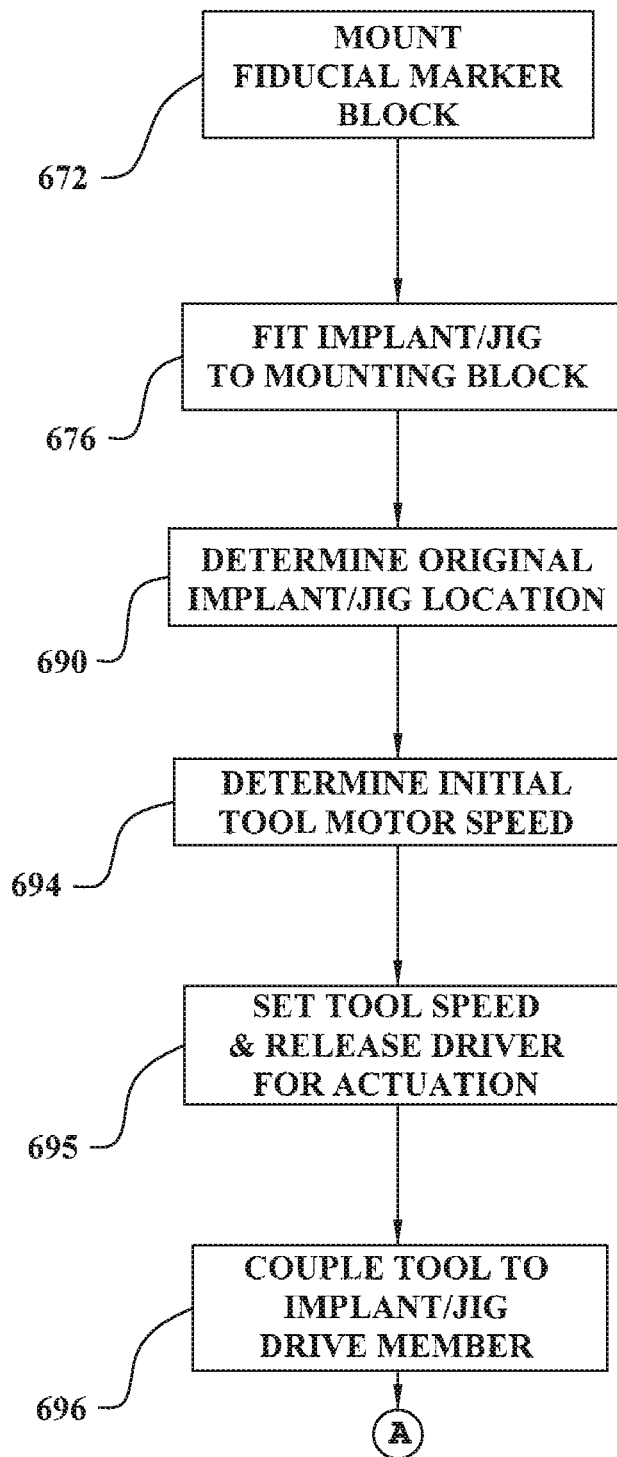 MOUNT
FIDUCIAL MARKER
BLOCK
672
FIT IMPLANT/JIG
TO MOUNTING BLOCK
676
DETERMINE ORIGINAL
IMPLANT/JIG LOCATION
690
DETERMINE INITIAL
TOOL MOTOR SPEED
694
SET TOOL SPEED
& RELEASE DRIVER
FOR ACTUATION
695
COUPLE TOOL TO
IMPLANT/JIG
DRIVE MEMBER
696
A